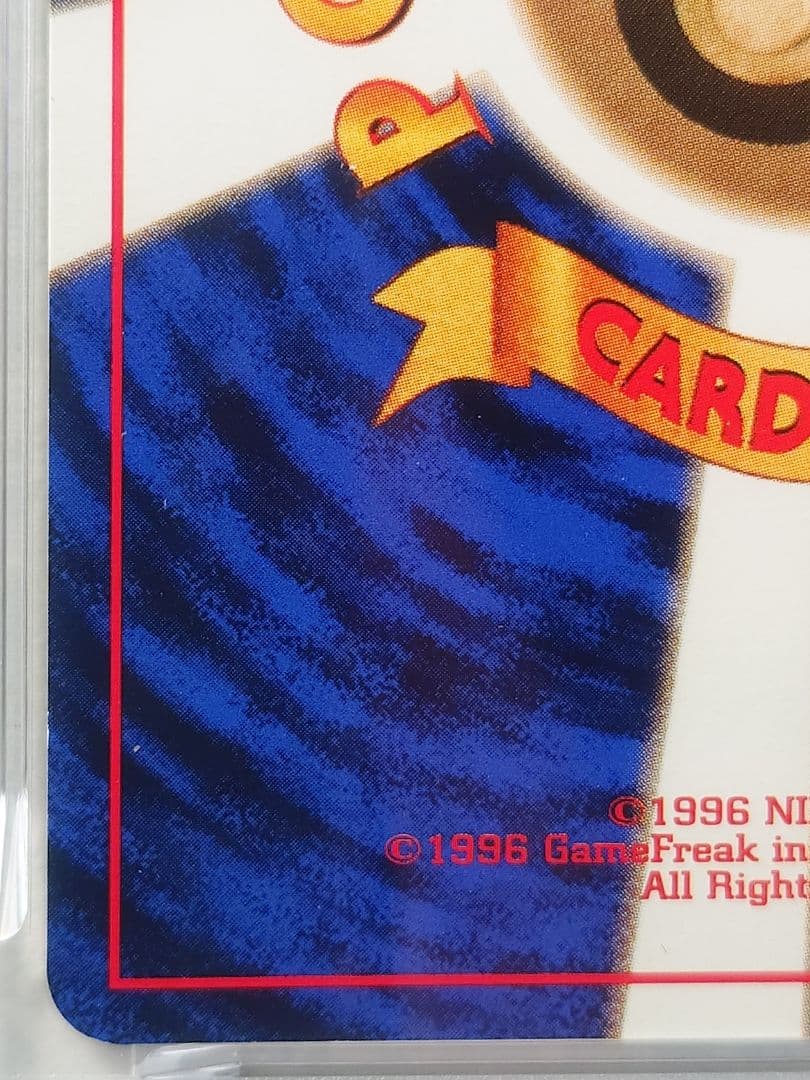 P
CARD
©1996 NI
©1996 GameFreak in
All Right